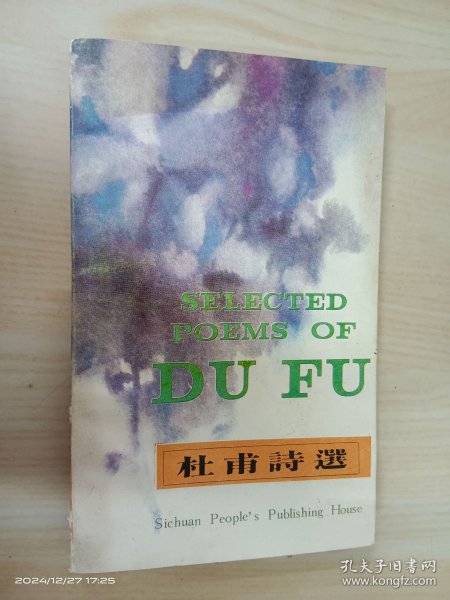 SELECTED
POEMS OF
DU FU
杜甫詩選
Sichuan People's Publishing House
2024/12/27 17:25
孔夫子旧书网
www.kongfz.com